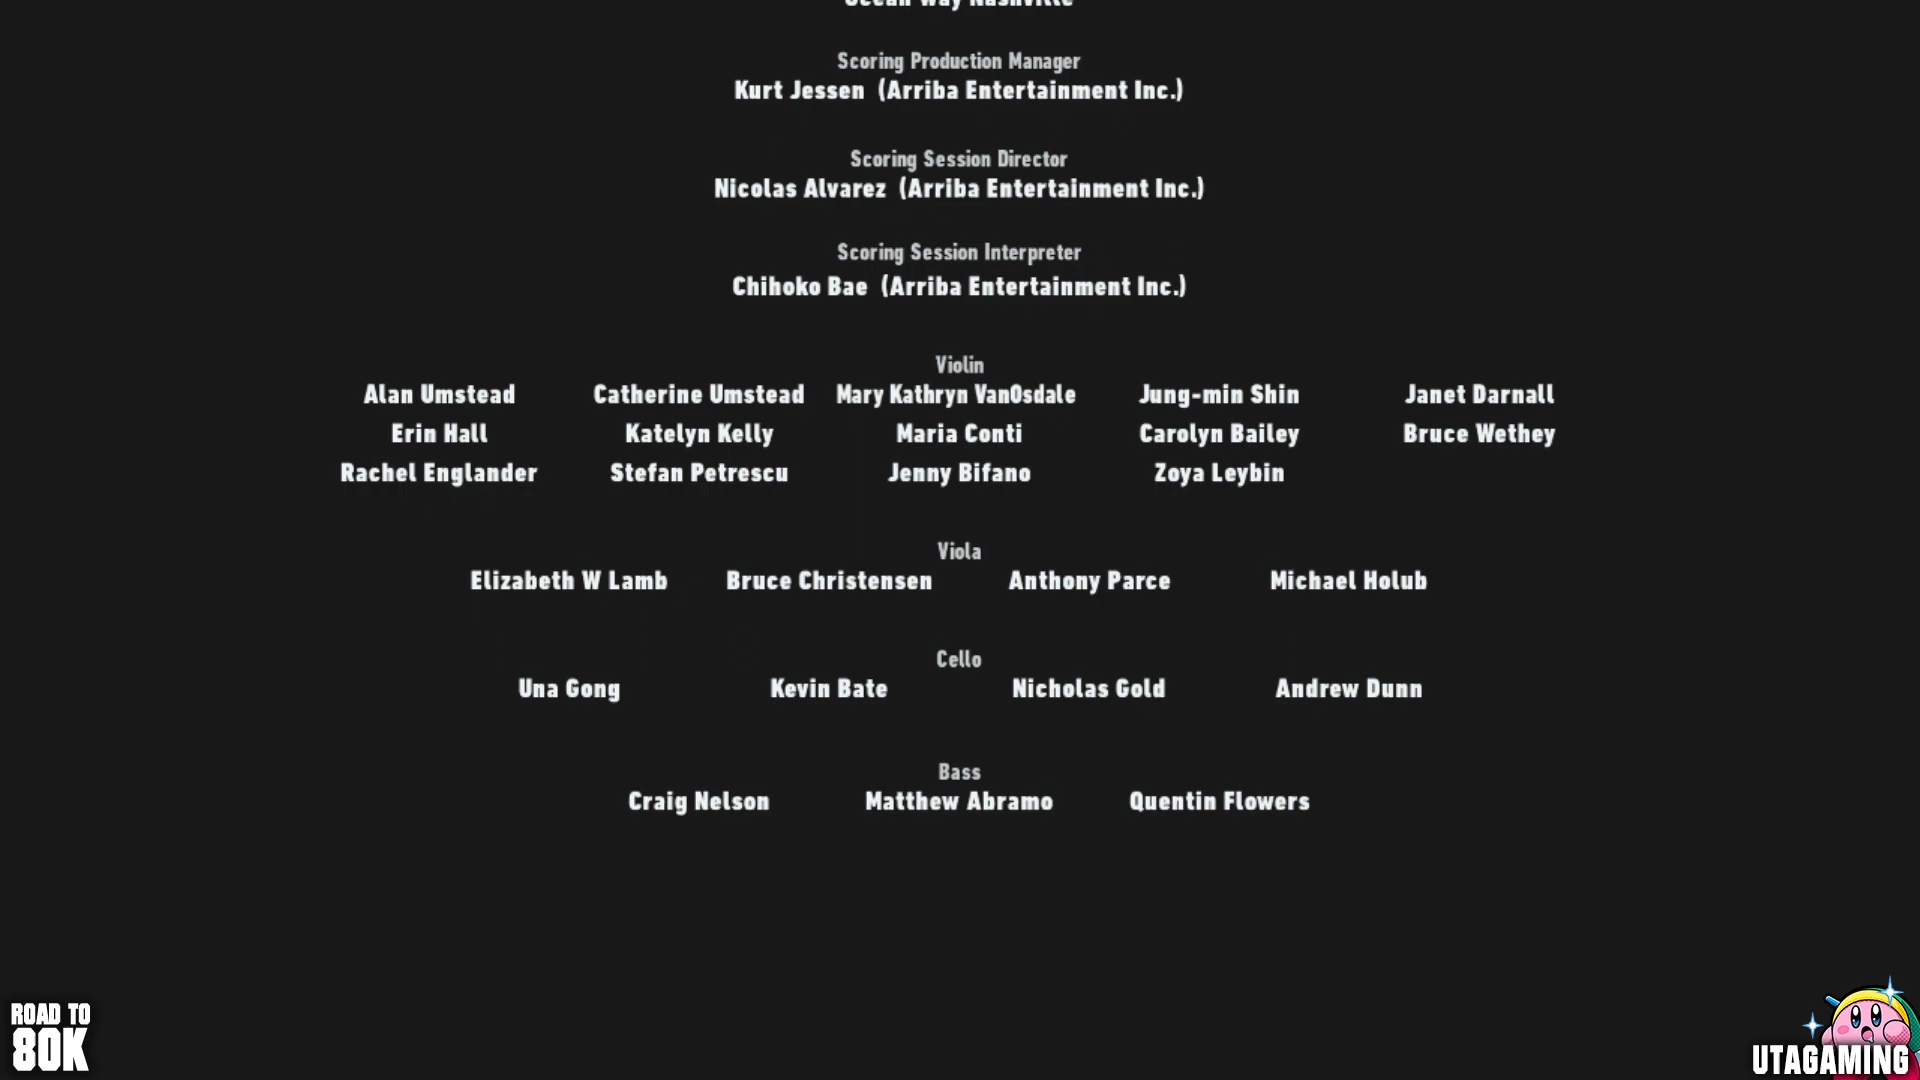 Ocean Way Nashville
Scoring Production Manager
Kurt Jessen (Arriba Entertainment Inc.)
Scoring Session Director
Nicolas Alvarez (Arriba Entertainment Inc.)
Scoring Session Interpreter
Chihoko Bae (Arriba Entertainment Inc.)
Violin
Alan Umstead Catherine Umstead Mary Kathryn VanOsdale Jung-min Shin Janet Darnall
Erin Hall Katelyn Kelly Maria Conti Carolyn Bailey Bruce Wethey
Rachel Englander Stefan Petrescu Jenny Bifano Zoya Leybin
Viola
Elizabeth W Lamb Bruce Christensen Anthony Parce Michael Holub
Cello
Una Gong Kevin Bate Nicholas Gold Andrew Dunn
Bass
Craig Nelson Matthew Abramo Quentin Flowers
ROAD TO
80K
UTAGAMING